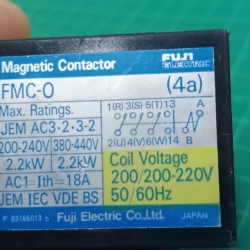 FUJI
ELECTRIC
Magnetic Contactor
FMC-0 (4a)
Max. Ratings.
JEM AC3·2·3-2
200-240V 380-440V
2.2kW 2.2kW
AC1-Ith=18A
JEM IEC VDE BS
1(R) 3(S) 5(T) 13 A
2(U) 4(V) 6(W) 14 B
Coil Voltage
200/200-220V
50/60Hz
F 03166013 b Fuji Electric Co.,Ltd. JAPAN